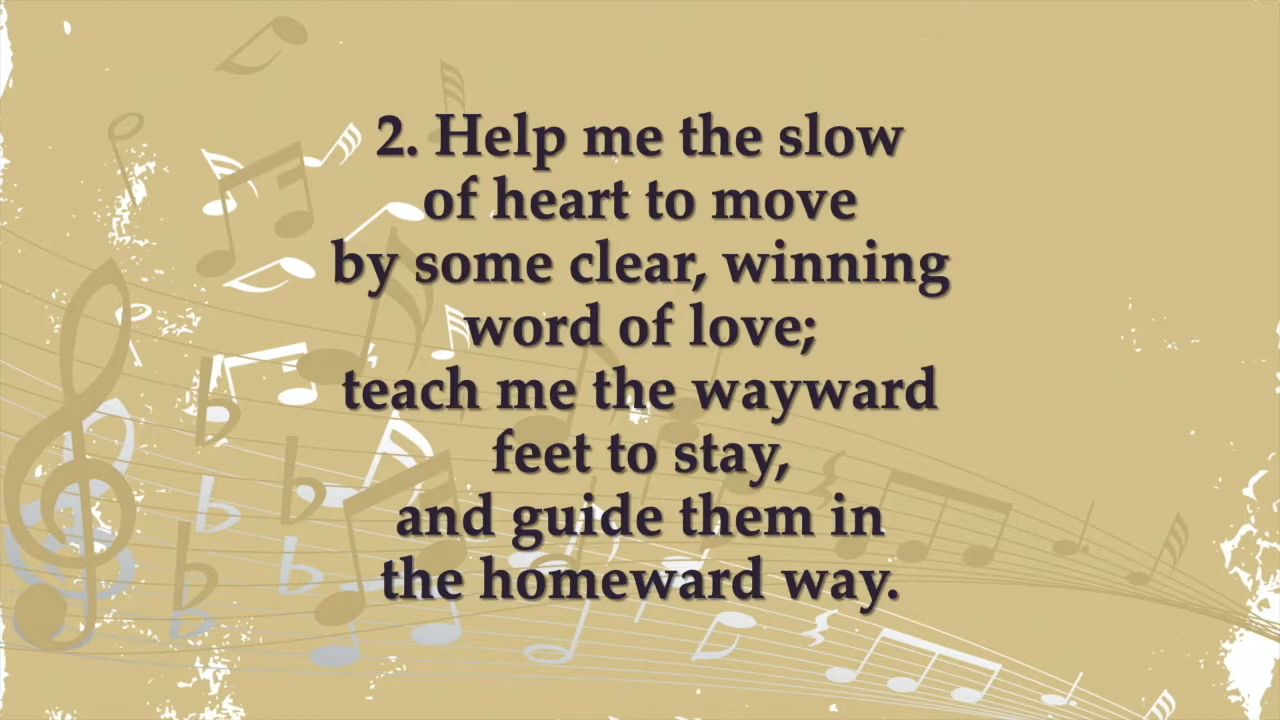 2. Help me the slow
of heart to move
by some clear, winning
word of love;
teach me the wayward
feet to stay,
and guide them in
the homeward way.